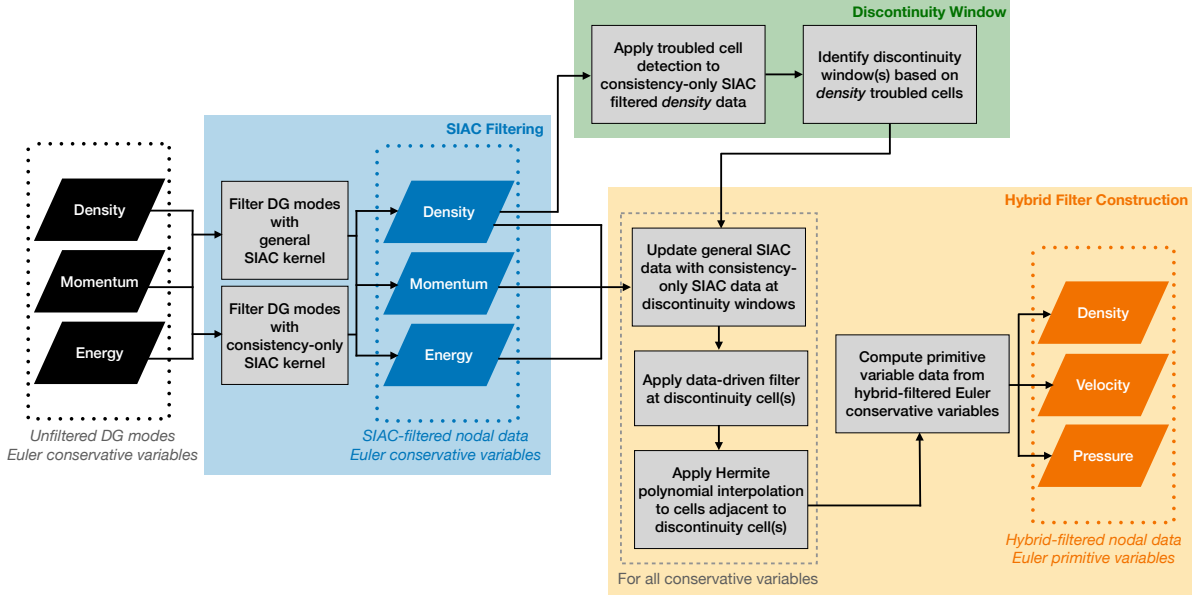 Discontinuity Window
Apply troubled cell
detection to
consistency-only SIAC
filtered density data
Identify discontinuity
window(s) based on
density troubled cells
SIAC Filtering
Density
Momentum
Energy
Unfiltered DG modes
Euler conservative variables
Filter DG modes
with
general
SIAC kernel
Filter DG modes
with
consistency-only
SIAC kernel
Density
Momentum
Energy
SIAC-filtered nodal data
Euler conservative variables
Hybrid Filter Construction
Update general SIAC
data with consistency-
only SIAC data at
discontinuity windows
Apply data-driven filter
at discontinuity cell(s)
Apply Hermite
polynomial interpolation
to cells adjacent to
discontinuity cell(s)
For all conservative variables
Compute primitive
variable data from
hybrid-filtered Euler
conservative variables
Density
Velocity
Pressure
Hybrid-filtered nodal data
Euler primitive variables